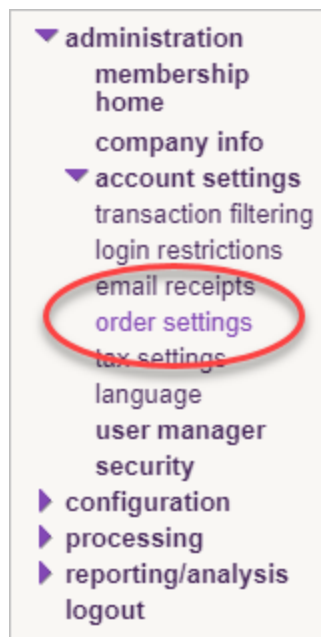 administration
membership
home
company info
account settings
transaction filtering
login restrictions
email receipts
order settings
tax settings
language
user manager
security
configuration
processing
reporting/analysis
logout